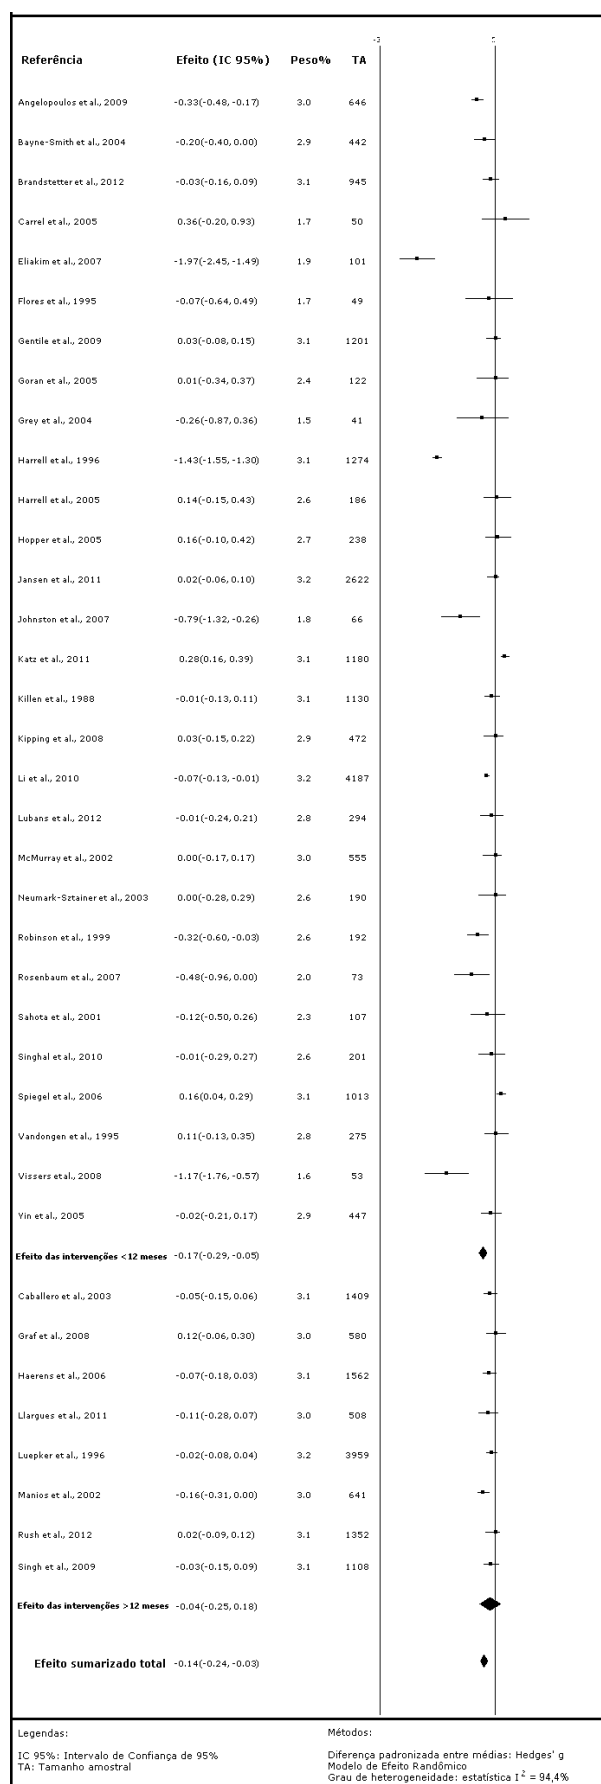 -3 5
Referência Efeito (IC 95%) Peso% TA
Angelopoulos et al., 2009 -0.33(-0.48, -0.17) 3.0 646
Bayne-Smith et al., 2004 -0.20(-0.40, 0.00) 2.9 442
Brandstetter et al., 2012 -0.03(-0.16, 0.09) 3.1 945
Carrel et al., 2005 0.36(-0.20, 0.93) 1.7 50
Eliakim et al., 2007 -1.97(-2.45, -1.49) 1.9 101
Flores et al., 1995 -0.07(-0.64, 0.49) 1.7 49
Gentile et al., 2009 0.03(-0.08, 0.15) 3.1 1201
Goran et al., 2005 0.01(-0.34, 0.37) 2.4 122
Grey et al., 2004 -0.26(-0.87, 0.36) 1.5 41
Harrell et al., 1996 -1.43(-1.55, -1.30) 3.1 1274
Harrell et al., 2005 0.14(-0.15, 0.43) 2.6 186
Hopper et al., 2005 0.16(-0.10, 0.42) 2.7 238
Jansen et al., 2011 0.02(-0.06, 0.10) 3.2 2622
Johnston et al., 2007 -0.79(-1.32, -0.26) 1.8 66
Katz et al., 2011 0.28(0.16, 0.39) 3.1 1180
Killen et al., 1988 -0.01(-0.13, 0.11) 3.1 1130
Kipping et al., 2008 0.03(-0.15, 0.22) 2.9 472
Li et al., 2010 -0.07(-0.13, -0.01) 3.2 4187
Lubans et al., 2012 -0.01(-0.24, 0.21) 2.8 294
McMurray et al., 2002 0.00(-0.17, 0.17) 3.0 555
Neumark-Sztainer et al., 2003 0.00(-0.28, 0.29) 2.6 190
Robinson et al., 1999 -0.32(-0.60, -0.03) 2.6 192
Rosenbaum et al., 2007 -0.48(-0.96, 0.00) 2.0 73
Sahota et al., 2001 -0.12(-0.50, 0.26) 2.3 107
Singhal et al., 2010 -0.01(-0.29, 0.27) 2.6 201
Spiegel et al., 2006 0.16(0.04, 0.29) 3.1 1013
Vandongen et al., 1995 0.11(-0.13, 0.35) 2.8 275
Vissers et al., 2008 -1.17(-1.76, -0.57) 1.6 53
Yin et al., 2005 -0.02(-0.21, 0.17) 2.9 447
Efeito das intervenções <12 meses -0.17(-0.29, -0.05)
Caballero et al., 2003 -0.05(-0.15, 0.06) 3.1 1409
Graf et al., 2008 0.12(-0.06, 0.30) 3.0 580
Haerens et al., 2006 -0.07(-0.18, 0.03) 3.1 1562
Llargues et al., 2011 -0.11(-0.28, 0.07) 3.0 508
Luepker et al., 1996 -0.02(-0.08, 0.04) 3.2 3959
Manios et al., 2002 -0.16(-0.31, 0.00) 3.0 641
Rush et al., 2012 0.02(-0.09, 0.12) 3.1 1352
Singh et al., 2009 -0.03(-0.15, 0.09) 3.1 1108
Efeito das intervenções >12 meses -0.04(-0.25, 0.18)
Efeito sumarizado total -0.14(-0.24, -0.03)
Legendas:
IC 95%: Intervalo de Confiança de 95%
TA: Tamanho amostral
Métodos:
Diferença padronizada entre médias: Hedges' g
Modelo de Efeito Randômico
Grau de heterogeneidade: estatística I² = 94,4%